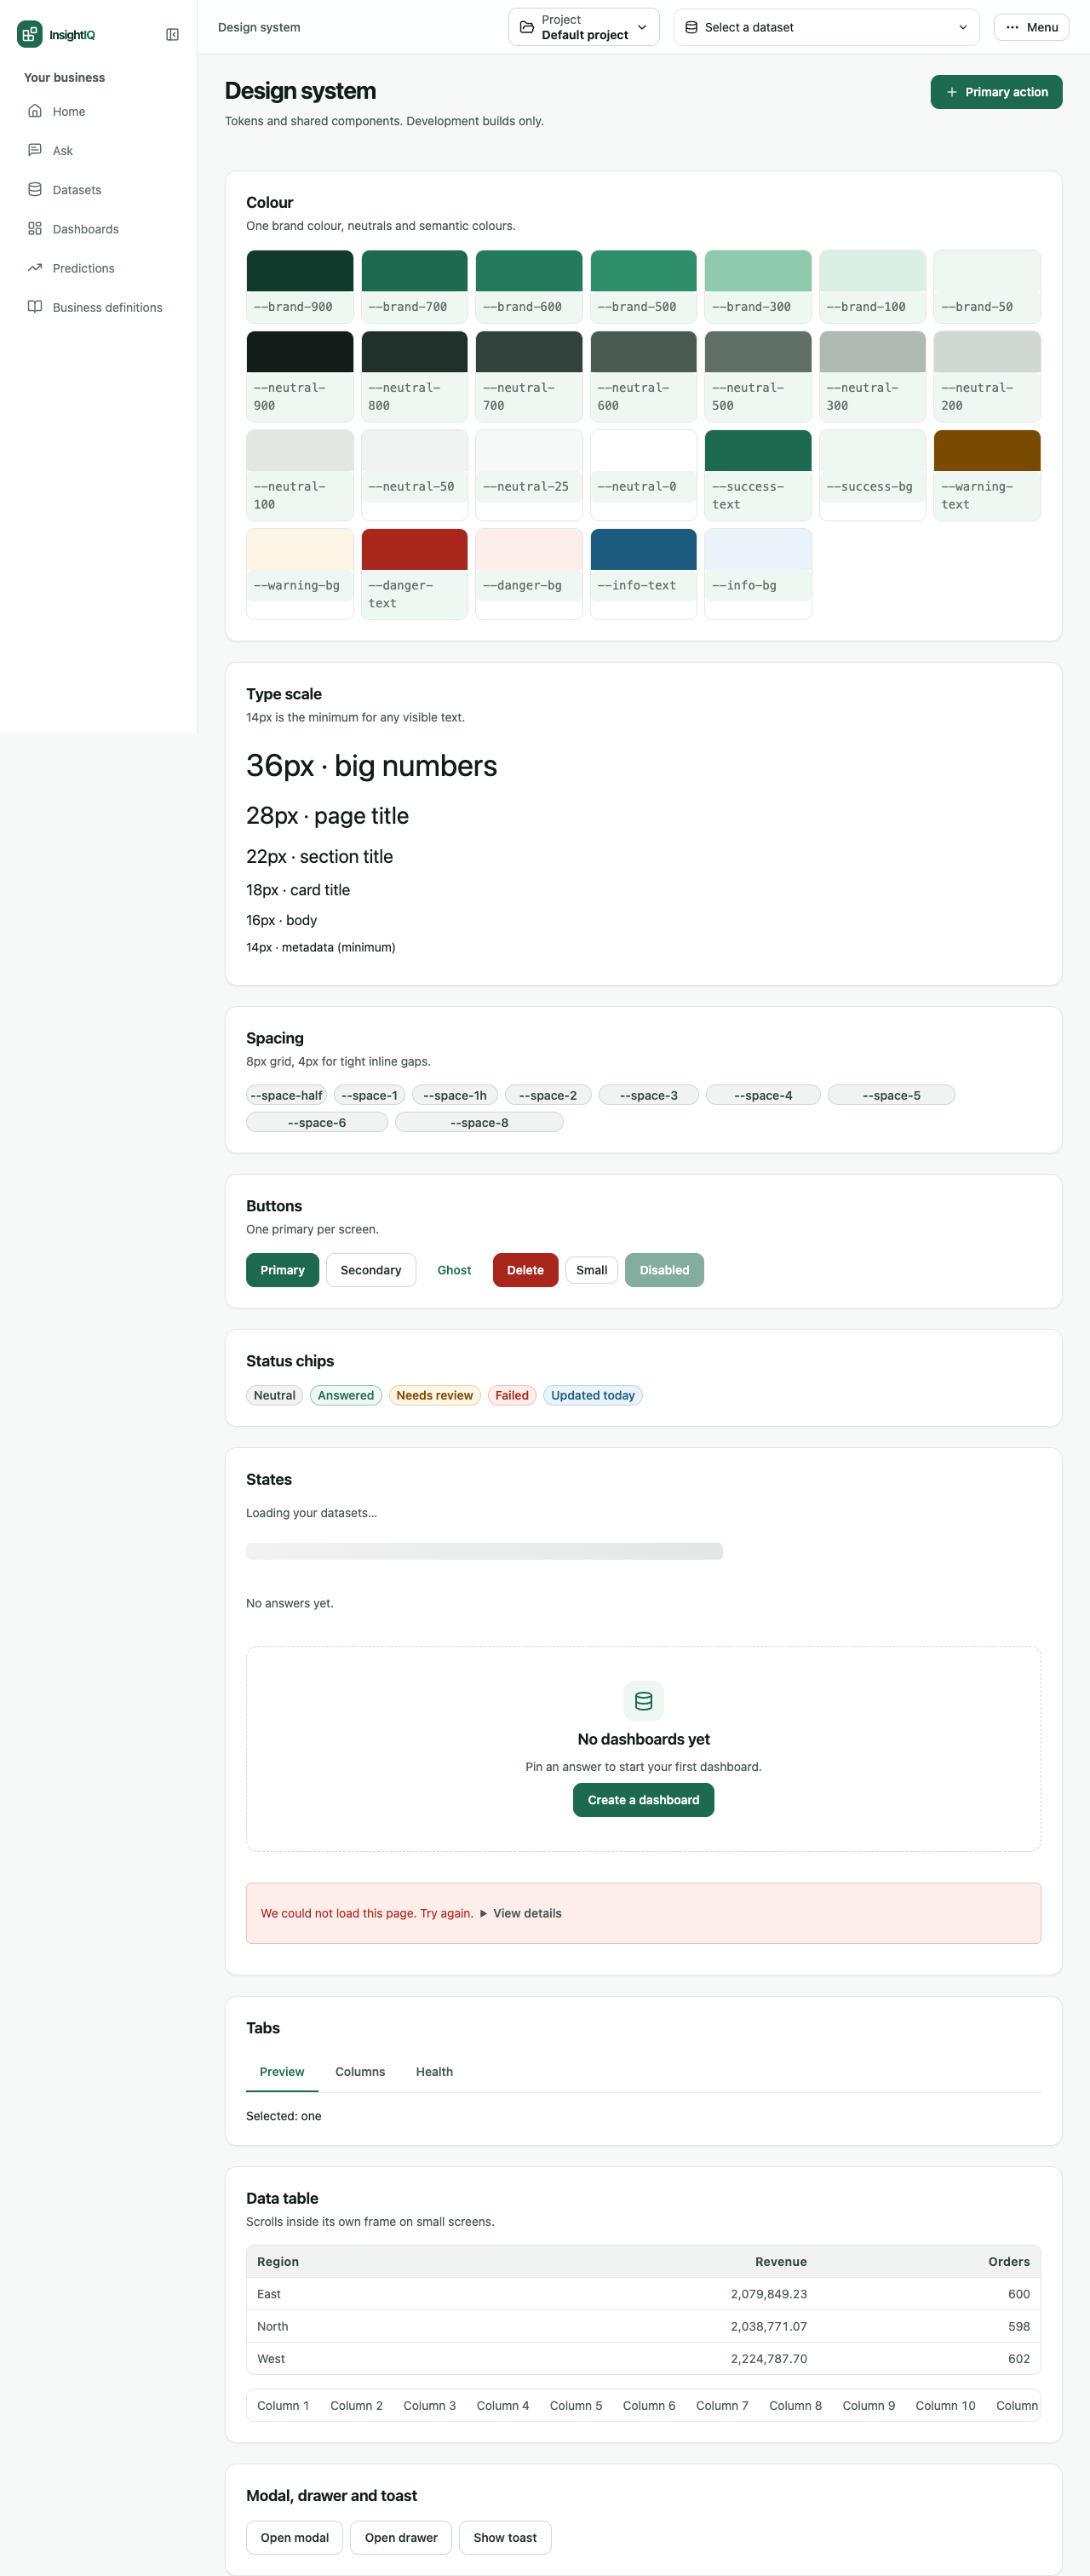 InsightIQ
Your business
Home
Ask
Datasets
Dashboards
Predictions
Business definitions
Design system
Project
Default project
Select a dataset
Menu
Design system
Tokens and shared components. Development builds only.
Primary action
Colour
One brand colour, neutrals and semantic colours.
--brand-900
--brand-700
--brand-600
--brand-500
--brand-300
--brand-100
--brand-50
--neutral-
900
--neutral-
800
--neutral-
700
--neutral-
600
--neutral-
500
--neutral-
300
--neutral-
200
--neutral-
100
--neutral-50
--neutral-25
--neutral-0
--success-
text
--success-bg
--warning-
text
--warning-bg
--danger-
text
--danger-bg
--info-text
--info-bg
Type scale
14px is the minimum for any visible text.
36px · big numbers
28px · page title
22px · section title
18px · card title
16px · body
14px · metadata (minimum)
Spacing
8px grid, 4px for tight inline gaps.
--space-half
--space-1
--space-1h
--space-2
--space-3
--space-4
--space-5
--space-6
--space-8
Buttons
One primary per screen.
Primary
Secondary
Ghost
Delete
Small
Disabled
Status chips
Neutral
Answered
Needs review
Failed
Updated today
States
Loading your datasets…
No answers yet.
No dashboards yet
Pin an answer to start your first dashboard.
Create a dashboard
We could not load this page. Try again. ▶ View details
Tabs
Preview
Columns
Health
Selected: one
Data table
Scrolls inside its own frame on small screens.
Region Revenue Orders
East 2,079,849.23 600
North 2,038,771.07 598
West 2,224,787.70 602
Column 1 Column 2 Column 3 Column 4 Column 5 Column 6 Column 7 Column 8 Column 9 Column 10 Column
Modal, drawer and toast
Open modal
Open drawer
Show toast